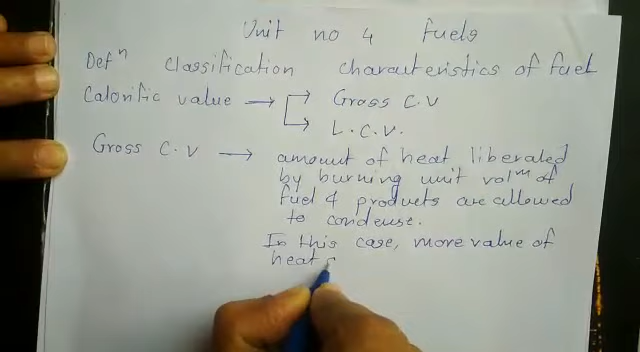 Unit no 4 fuels
Defⁿ classification characteristics of fuel
Calorific value → Gross C.V
L.C.V.
Gross C.V → amount of heat liberaled
by burning unit volᵐ of
fuel & products are allowed
to condense.
In this case, more value of
heat